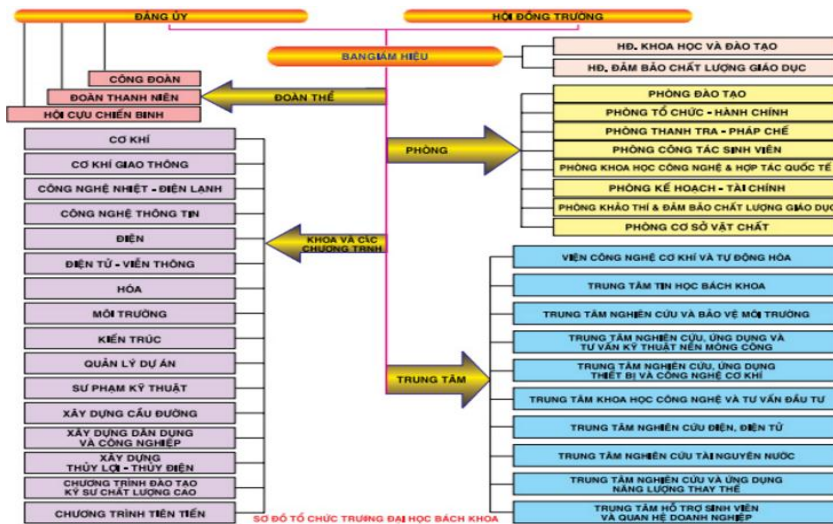 ĐẢNG ỦY
HỘI ĐỒNG TRƯỜNG
BAN GIÁM HIỆU
HĐ. KHOA HỌC VÀ ĐÀO TẠO
HĐ. ĐẢM BẢO CHẤT LƯỢNG GIÁO DỤC
CÔNG ĐOÀN
ĐOÀN THANH NIÊN
HỘI CỰU CHIẾN BINH
ĐOÀN THỂ
PHÒNG
PHÒNG ĐÀO TẠO
PHÒNG TỔ CHỨC - HÀNH CHÍNH
PHÒNG THANH TRA - PHÁP CHẾ
PHÒNG CÔNG TÁC SINH VIÊN
PHÒNG KHOA HỌC CÔNG NGHỆ & HỢP TÁC QUỐC TẾ
PHÒNG KẾ HOẠCH - TÀI CHÍNH
PHÒNG KHẢO THÍ & ĐẢM BẢO CHẤT LƯỢNG GIÁO DỤC
PHÒNG CƠ SỞ VẬT CHẤT
KHOA VÀ CÁC
CHƯƠNG TRNH
CƠ KHÍ
CƠ KHÍ GIAO THÔNG
CÔNG NGHỆ NHIỆT - ĐIỆN LẠNH
CÔNG NGHỆ THÔNG TIN
ĐIỆN
ĐIỆN TỬ - VIỄN THÔNG
HÓA
MÔI TRƯỜNG
KIẾN TRÚC
QUẢN LÝ DỰ ÁN
SƯ PHẠM KỸ THUẬT
XÂY DỰNG CẦU ĐƯỜNG
XÂY DỰNG DÂN DỤNG
VÀ CÔNG NGHIỆP
XÂY DỰNG
THỦY LỢI - THỦY ĐIỆN
CHƯƠNG TRÌNH ĐÀO TẠO
KỸ SƯ CHẤT LƯỢNG CAO
CHƯƠNG TRÌNH TIÊN TIẾN
TRUNG TÂM
VIỆN CÔNG NGHỆ CƠ KHÍ VÀ TỰ ĐỘNG HÓA
TRUNG TÂM TIN HỌC BÁCH KHOA
TRUNG TÂM NGHIÊN CỨU VÀ BẢO VỆ MÔI TRƯỜNG
TRUNG TÂM NGHIÊN CỨU, ỨNG DỤNG VÀ
TƯ VẤN KỸ THUẬT NỀN MÓNG CÔNG
TRUNG TÂM NGHIÊN CỨU, ỨNG DỤNG
THIẾT BỊ VÀ CÔNG NGHỆ CƠ KHÍ
TRUNG TÂM KHOA HỌC CÔNG NGHỆ VÀ TƯ VẤN ĐẦU TƯ
TRUNG TÂM NGHIÊN CỨU ĐIỆN, ĐIỆN TỬ
TRUNG TÂM NGHIÊN CỨU TÀI NGUYÊN NƯỚC
TRUNG TÂM NGHIÊN CỨU VÀ ỨNG DỤNG
NĂNG LƯỢNG THAY THẾ
TRUNG TÂM HỖ TRỢ SINH VIÊN
VÀ QUAN HỆ DOANH NGHIỆP
SƠ ĐỒ TỔ CHỨC TRƯỜNG ĐẠI HỌC BÁCH KHOA